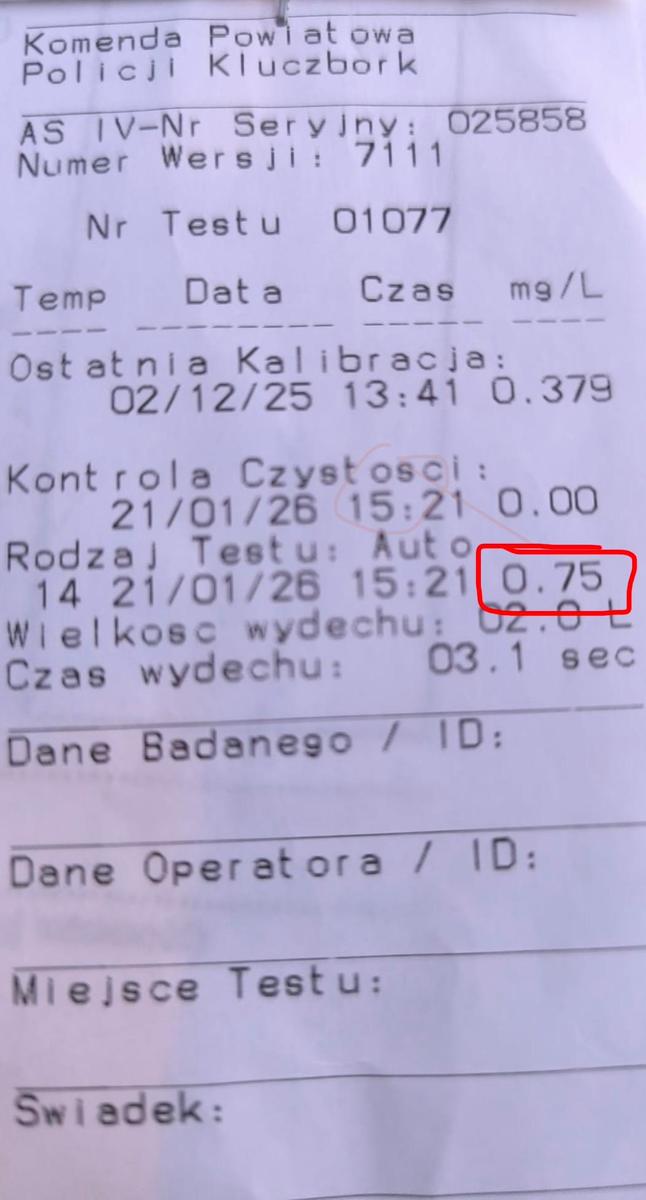 Komenda Powiatowa
Policji Kluczbork
AS IV-Nr Seryjny: 025858
Numer Wersji: 7111
Nr Testu 01077
Temp Data Czas mg/L
Ostatnia Kalibracja:
02/12/25 13:41 0.379
Kontrola Czystosci:
21/01/26 15:21 0.00
Rodzaj Testu: Auto
14 21/01/26 15:21 0.75
Wielkosc wydechu: 02.0 L
Czas wydechu: 03.1 sec
Dane Badanego / ID:
Dane Operatora / ID:
Miejsce Testu:
Swiadek: